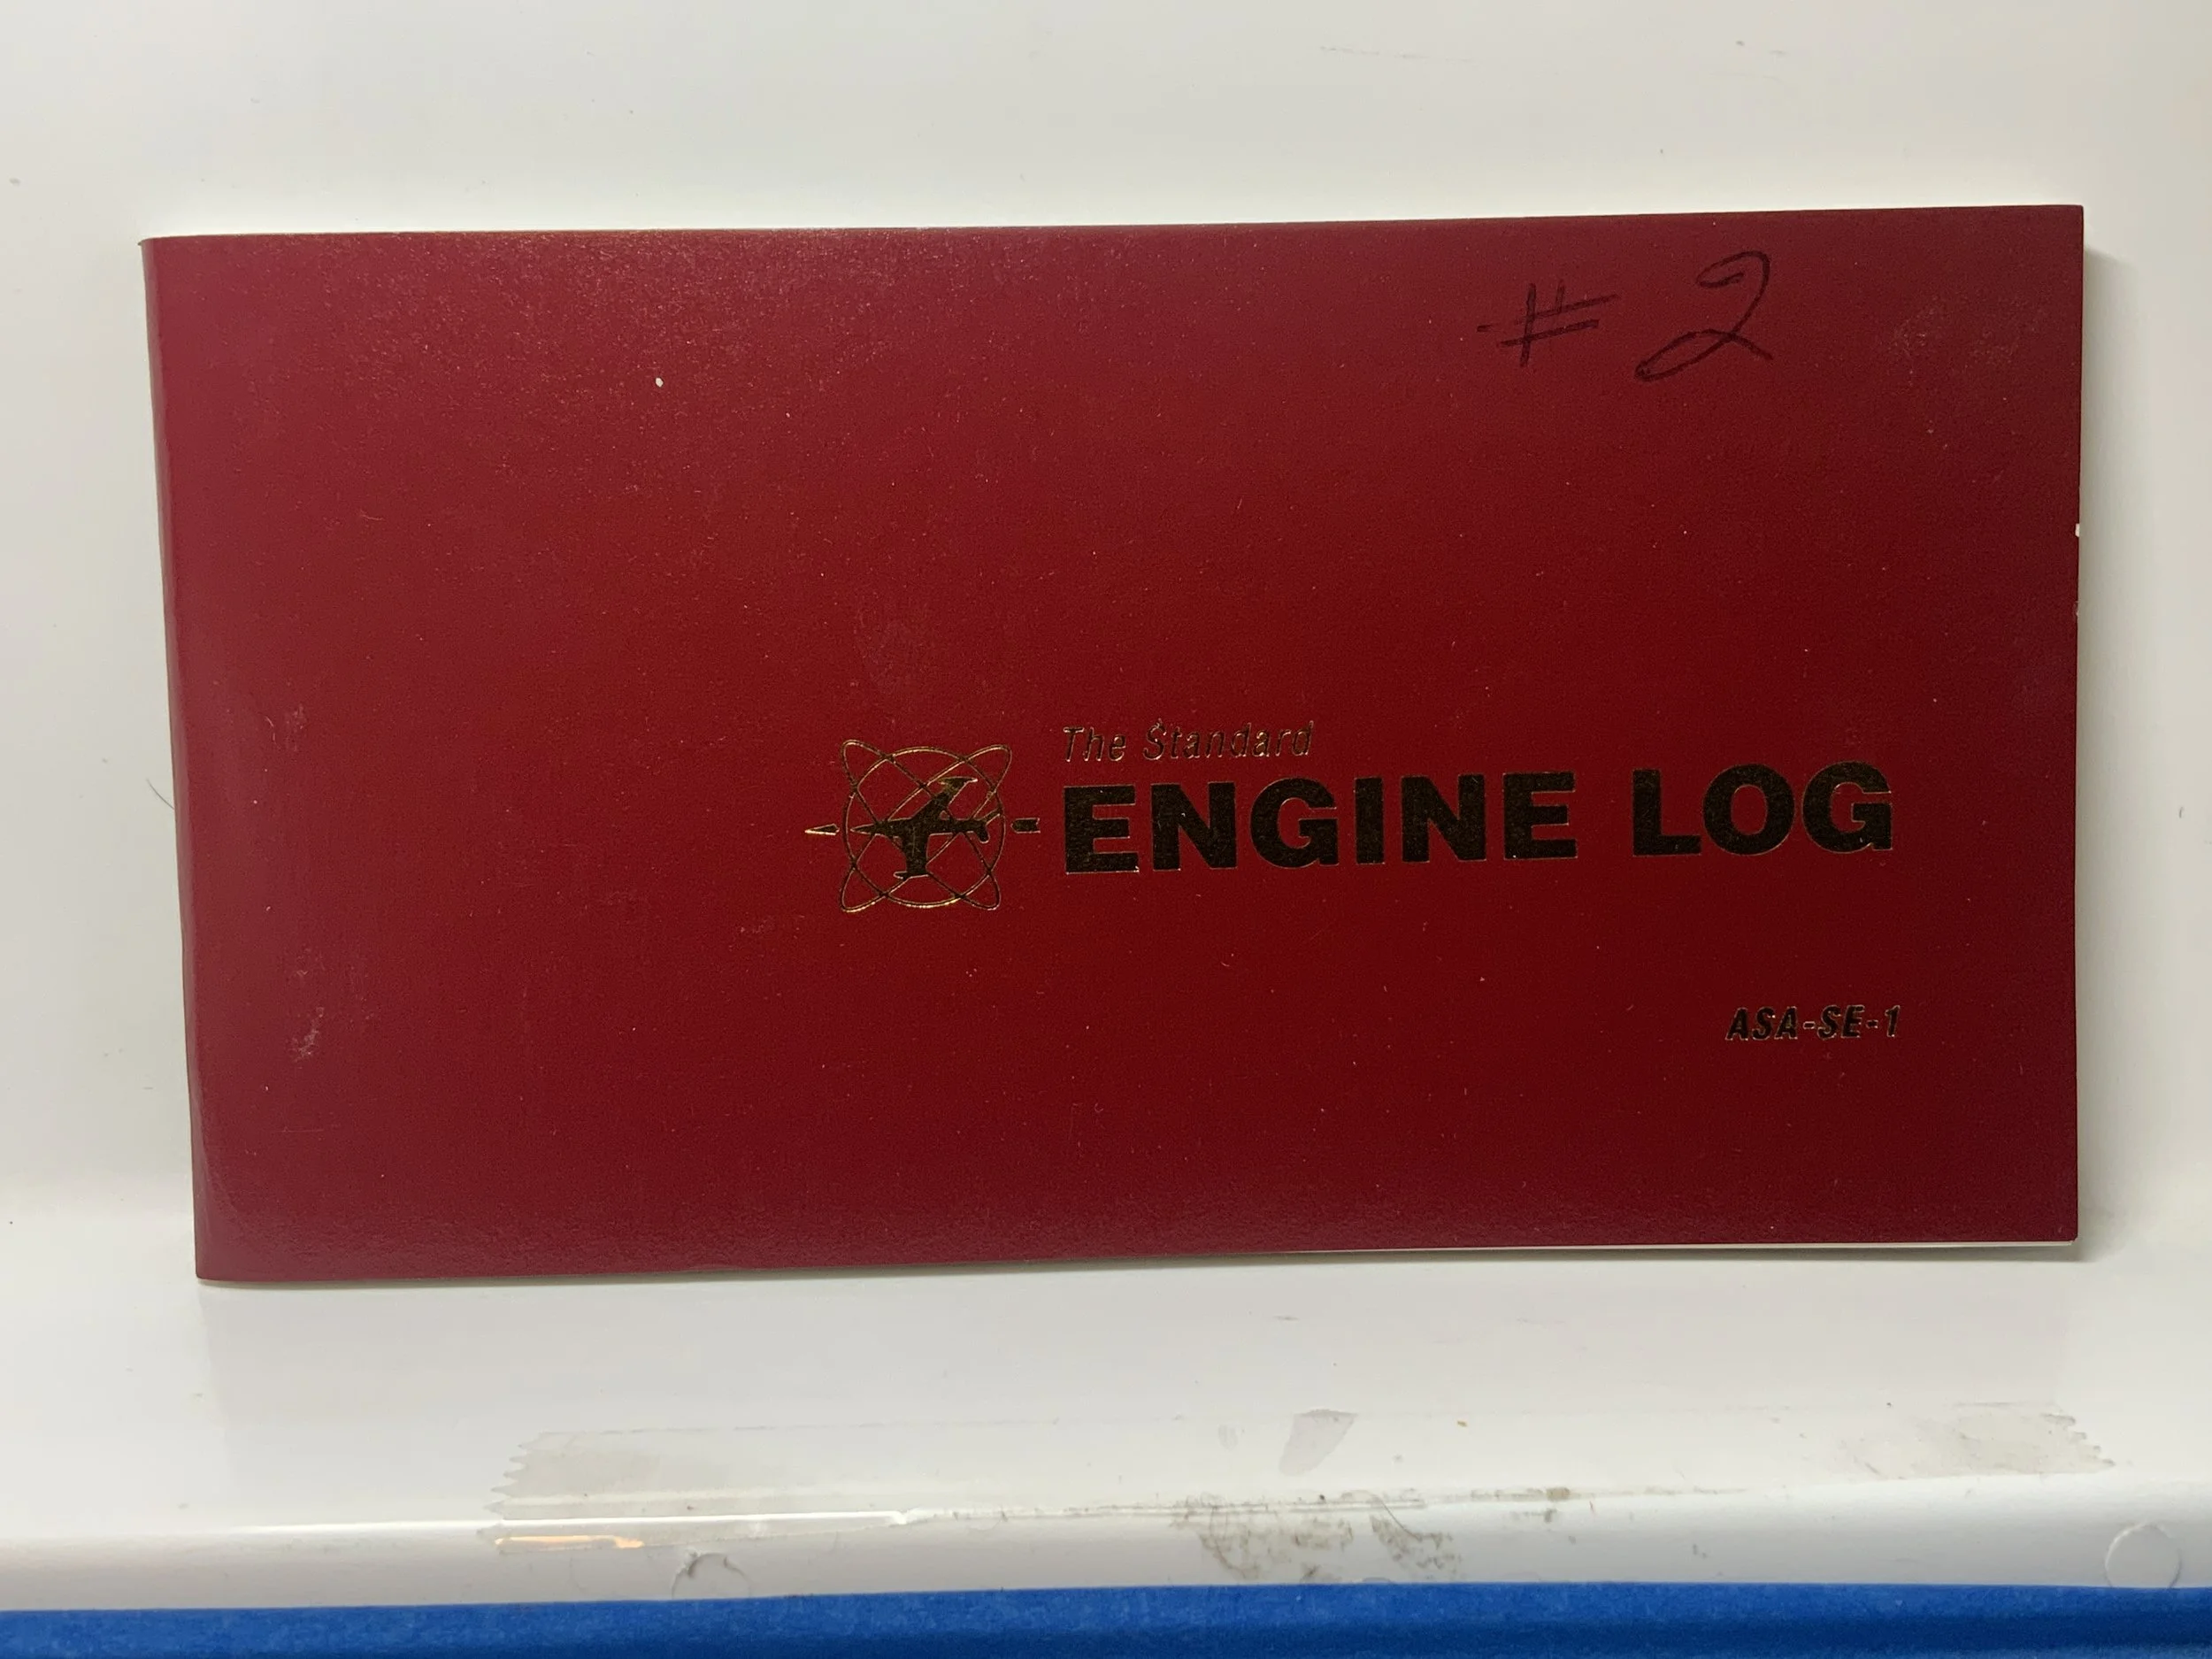 # 2
The Standard
ENGINE LOG
ASA-SE-1